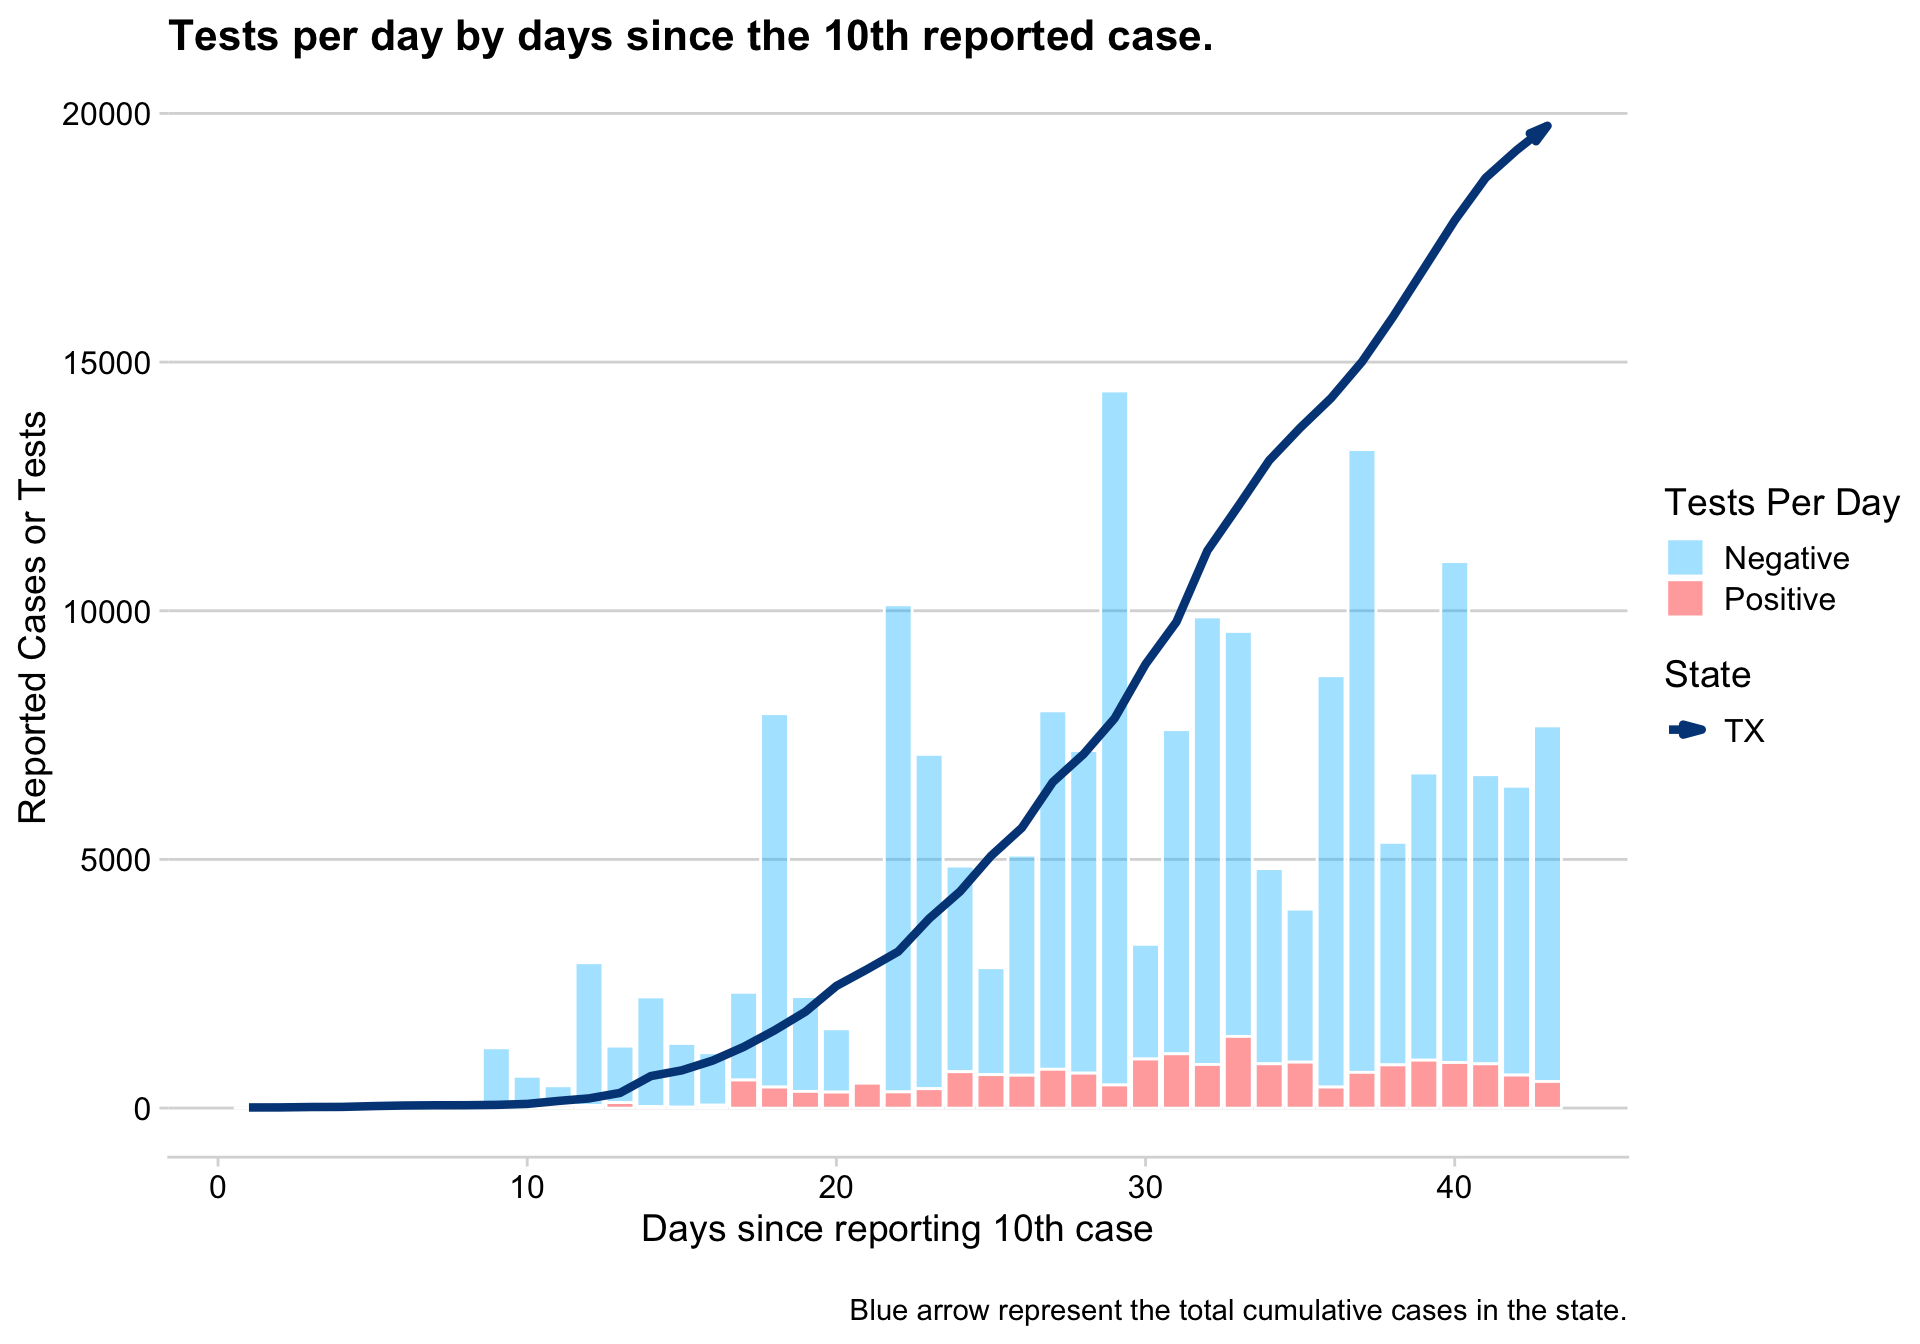 Tests per day by days since the 10th reported case.
20000
15000
10000
5000
0
Reported Cases or Tests
0 10 20 30 40
Days since reporting 10th case
Tests Per Day
Negative
Positive
State
TX
Blue arrow represent the total cumulative cases in the state.